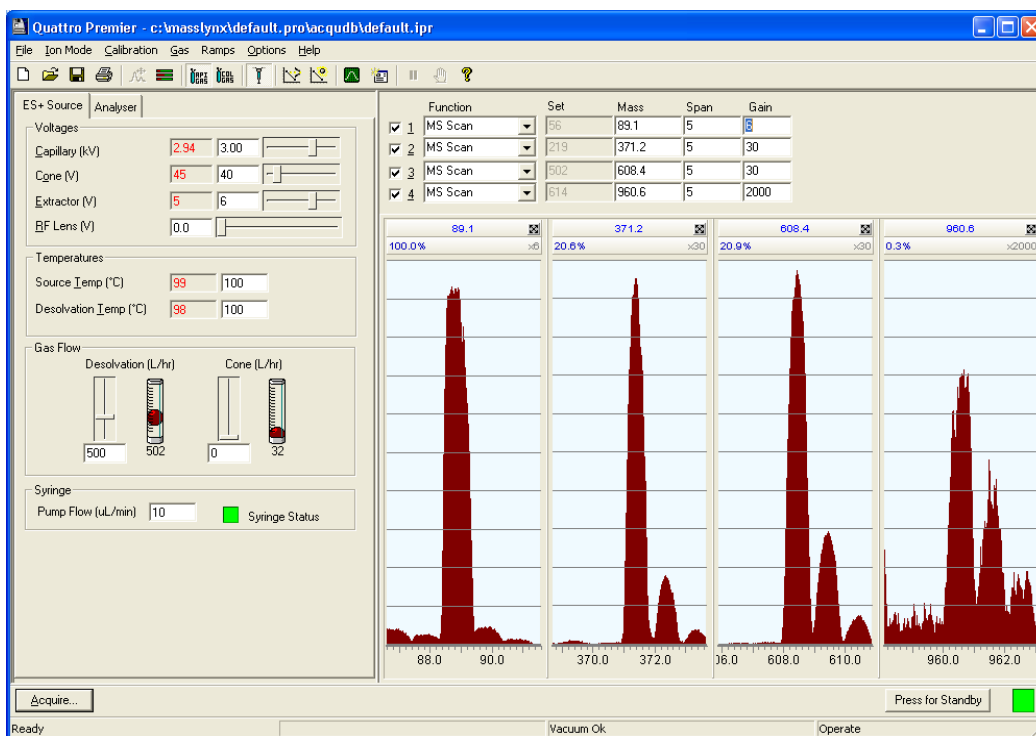 Quattro Premier - c:\masslynx\default.pro\acqudb\default.ipr
File Ion Mode Calibration Gas Ramps Options Help
API GAS COL GAS
ES+ Source Analyser
Voltages
Capillary (kV) 2.94 3.00
Cone (V) 45 40
Extractor (V) 5 6
RF Lens (V) 0.0
Temperatures
Source Temp (°C) 99 100
Desolvation Temp (°C) 98 100
Gas Flow
Desolvation (L/hr) Cone (L/hr)
500 502 0 32
Syringe
Pump Flow (uL/min) 10 Syringe Status
Function Set Mass Span Gain
1 MS Scan 56 89.1 5 6
2 MS Scan 219 371.2 5 30
3 MS Scan 502 608.4 5 30
4 MS Scan 614 960.6 5 2000
89.1 371.2 608.4 960.6
100.0% x6 20.6% x30 20.9% x30 0.3% x2000
88.0 90.0 370.0 372.0 06.0 608.0 610.0 960.0 962.0
Acquire... Press for Standby
Ready Vacuum Ok Operate